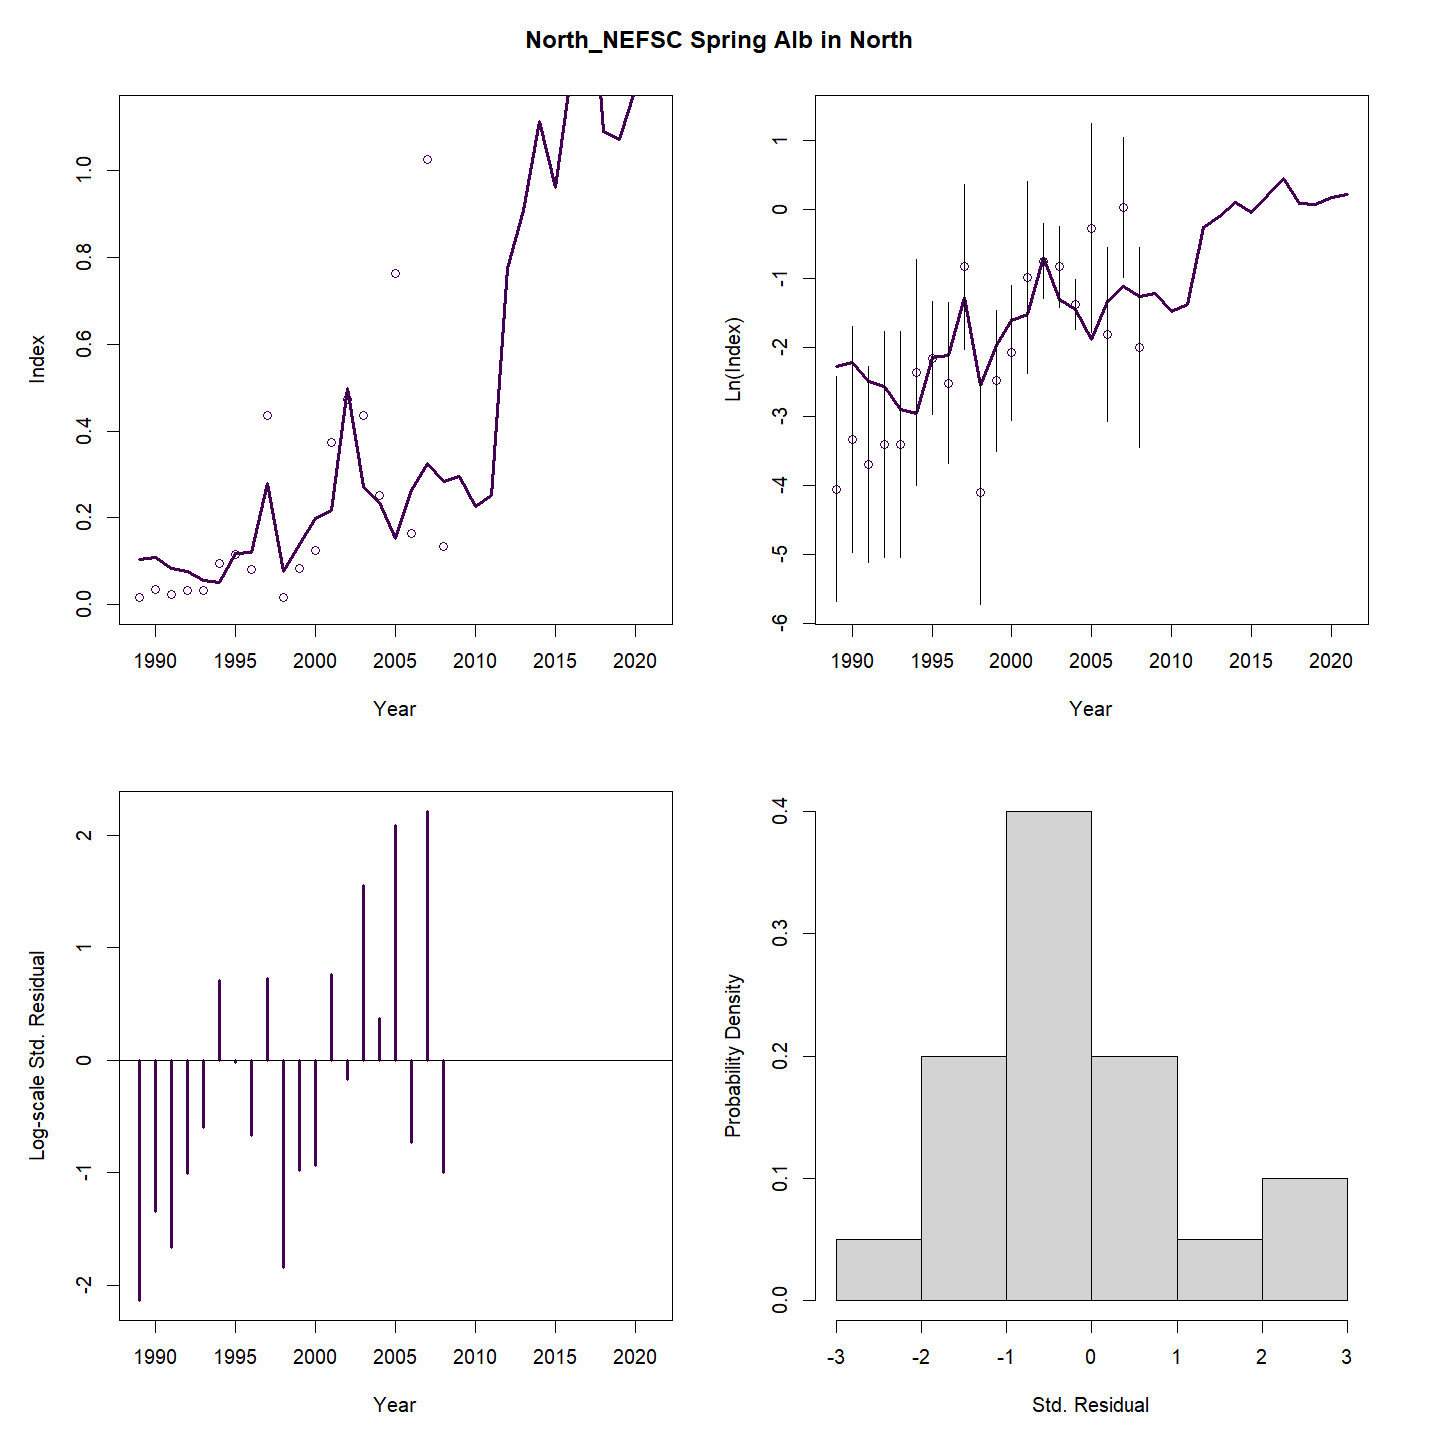 North_NEFSC Spring Alb in North
Index
0.0 0.2 0.4 0.6 0.8 1.0
1990 1995 2000 2005 2010 2015 2020
Year
Ln(Index)
-6 -5 -4 -3 -2 -1 0 1
1990 1995 2000 2005 2010 2015 2020
Year
Log-scale Std. Residual
-2 -1 0 1 2
1990 1995 2000 2005 2010 2015 2020
Year
Probability Density
0.0 0.1 0.2 0.3 0.4
-3 -2 -1 0 1 2 3
Std. Residual